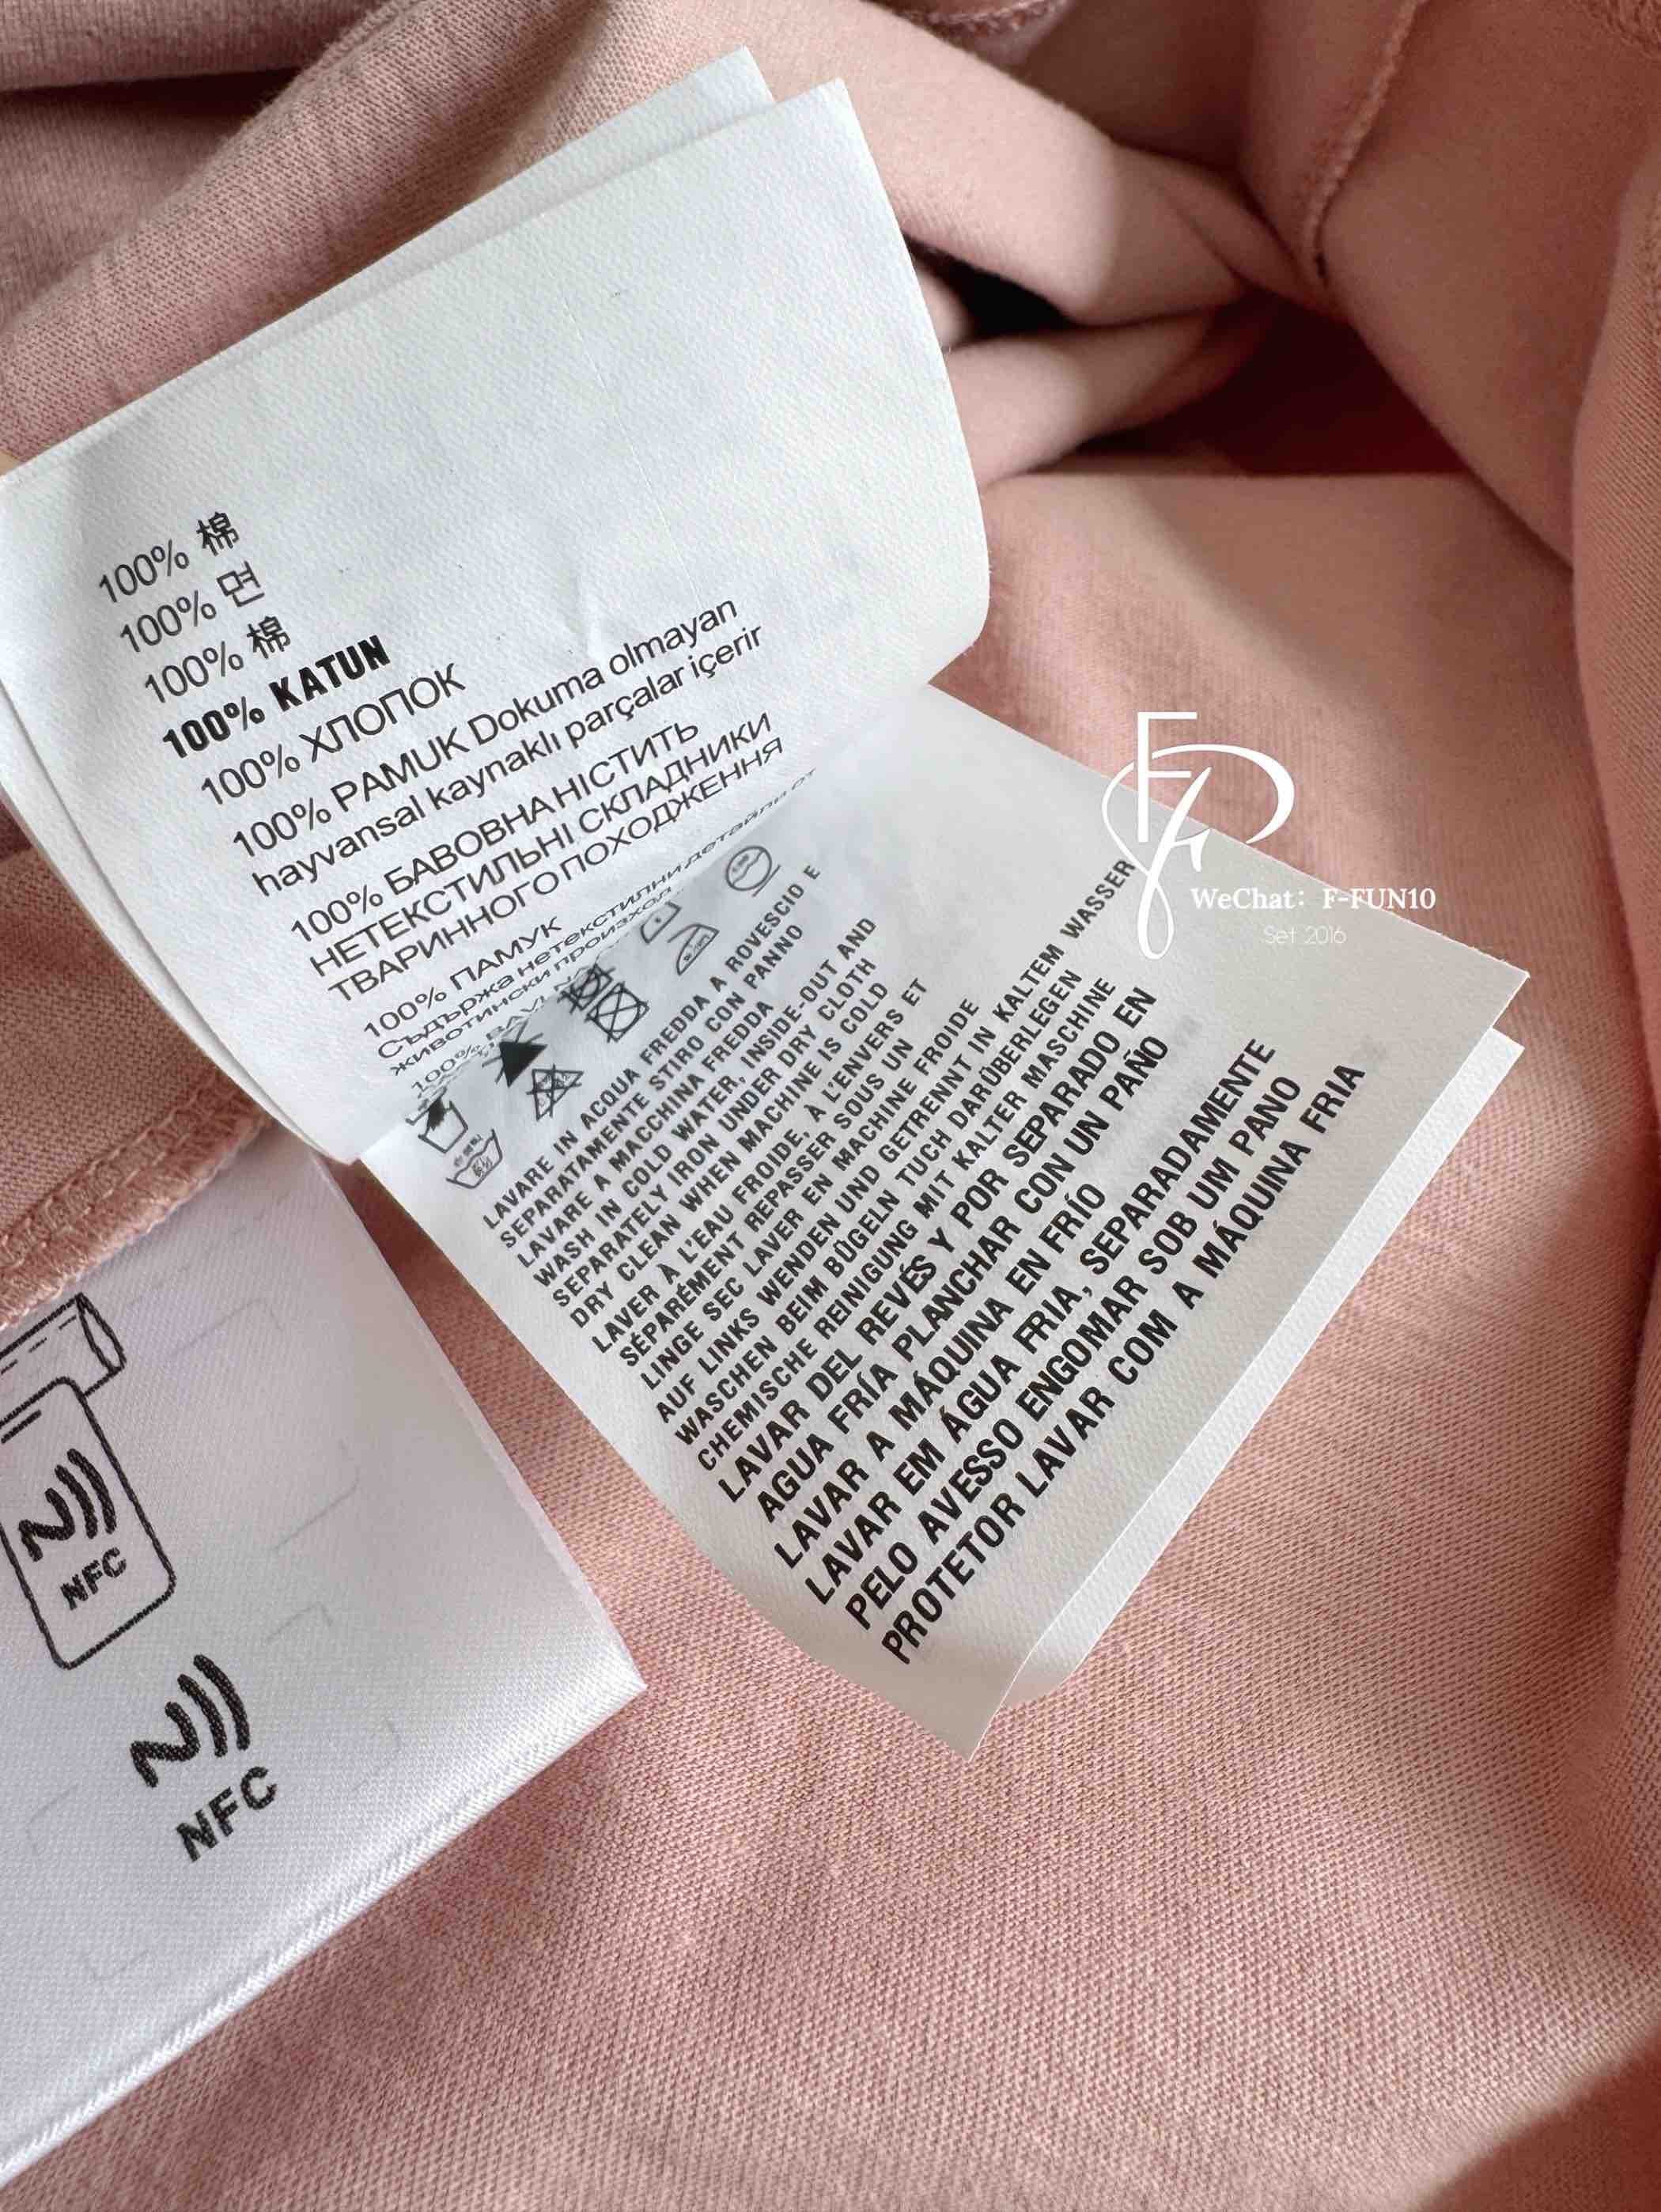 100% 棉
100% 면
100% 棉
100% KATUN
100% ХЛОПОК
100% PAMUK Dokuma olmayan
hayvansal kaynaklı parçalar içerir
100% БАВОВНА НІСТИТЬ
НЕТЕКСТИЛЬНІ СКЛАДНИКИ
ТВАРИННОГО ПОХОДЖЕННЯ
100% ПАМУК
Съдържа нетекстилни детайли от
животински произход
LAVARE IN ACQUA FREDDA A ROVESCIO E
SEPARATAMENTE STIRO CON PANNO
LAVARE A MACCHINA FREDDA
WASH IN COLD WATER, INSIDE-OUT AND
SEPARATELY IRON UNDER DRY CLOTH
DRY CLEAN WHEN MACHINE IS COLD
LAVER À L'EAU FROIDE, À L'ENVERS ET
SÉPARÉMENT REPASSER SOUS UN
LINGE SEC LAVER EN MACHINE FROIDE
AUF LINKS WENDEN UND GETRENNT IN KALTEM WASSER
WASCHEN BEIM BÜGELN TUCH DARÜBERLEGEN
CHEMISCHE REINIGUNG MIT KALTER MASCHINE
LAVAR DEL REVÉS Y POR SEPARADO EN
AGUA FRÍA PLANCHAR CON UN PAÑO
LAVAR A MÁQUINA EN FRÍO
LAVAR EM ÁGUA FRIA, SEPARADAMENTE
PELO AVESSO ENGOMAR SOB UM PANO
PROTETOR LAVAR COM A MÁQUINA FRIA
NFC
NFC
WeChat: F-FUN10
Set 2016